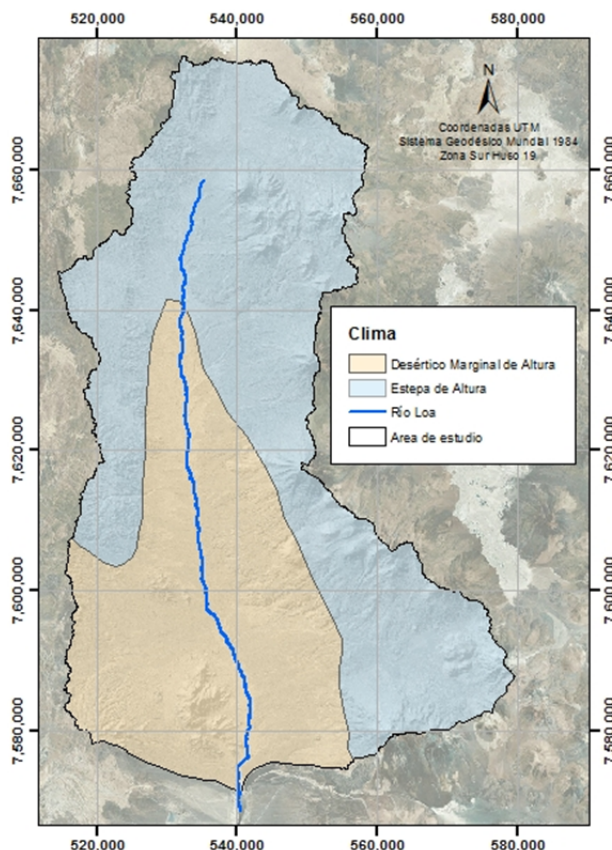 520,000 540,000 560,000 580,000
N
Coordenadas UTM
Sistema Geodésico Mundial 1984
Zona Sur Huso 19
7,660,000 7,660,000
7,640,000 7,640,000
Clima
Desértico Marginal de Altura
Estepa de Altura
Río Loa
Area de estudio
7,620,000 7,620,000
7,600,000 7,600,000
7,580,000 7,580,000
520,000 540,000 560,000 580,000